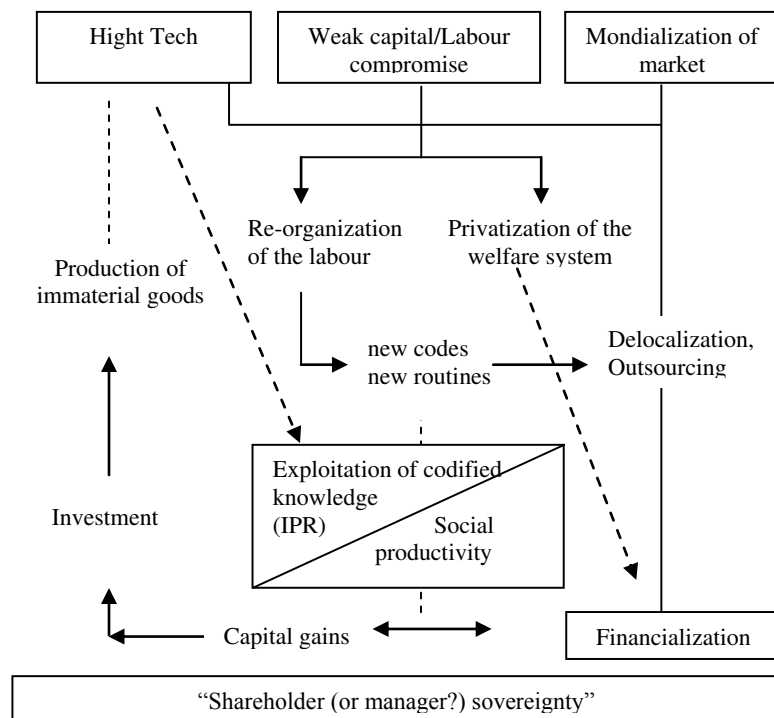 Hight Tech
Weak capital/Labour
compromise
Mondialization of
market
Re-organization
of the labour
Privatization of the
welfare system
Production of
immaterial goods
new codes
new routines
Delocalization,
Outsourcing
Exploitation of codified
knowledge
(IPR)
Social
productivity
Investment
Capital gains
Financialization
“Shareholder (or manager?) sovereignty”